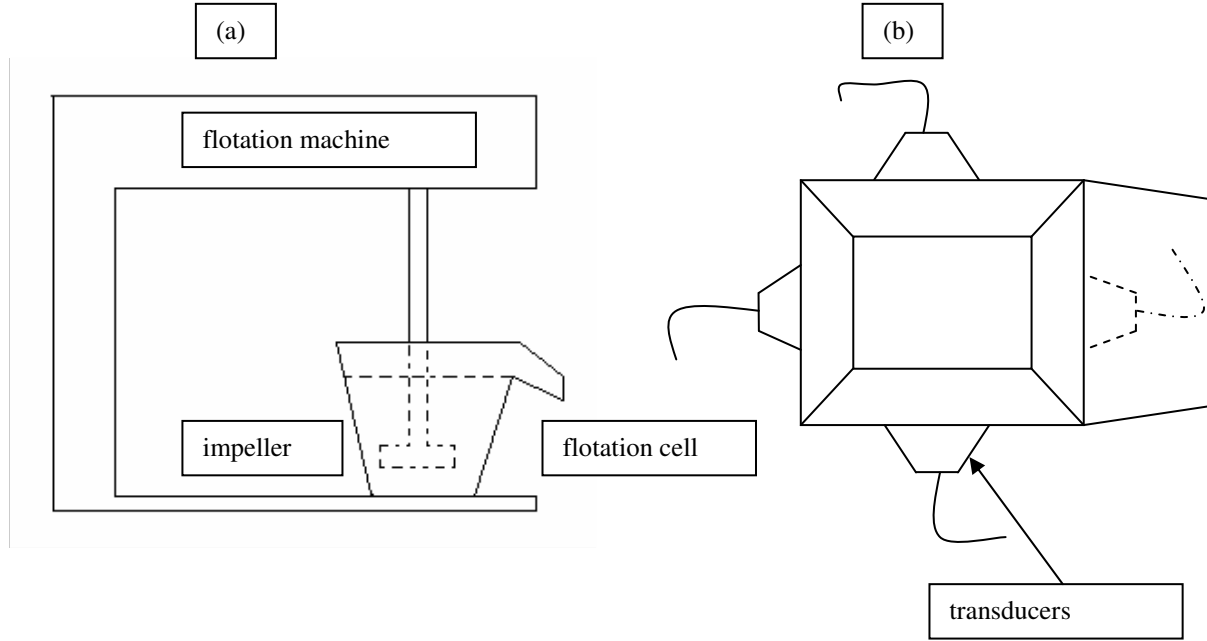 (a)
(b)
flotation machine
impeller
flotation cell
transducers